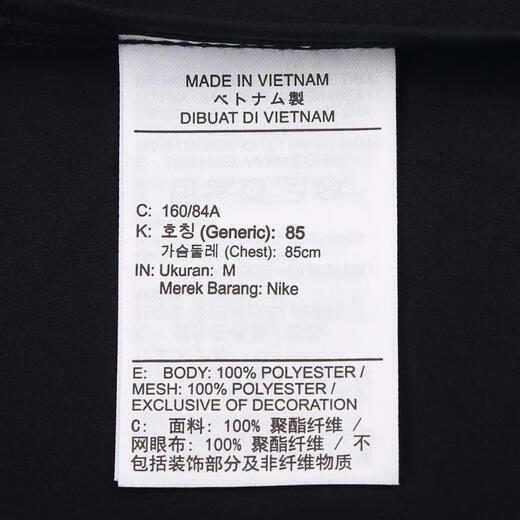 MADE IN VIETNAM
ベトナム製
DIBUAT DI VIETNAM
C: 160/84A
K: 호칭 (Generic): 85
가슴둘레 (Chest): 85cm
IN: Ukuran: M
Merek Barang: Nike
E: BODY: 100% POLYESTER /
MESH: 100% POLYESTER /
EXCLUSIVE OF DECORATION
C: 面料: 100% 聚酯纤维 /
网眼布: 100% 聚酯纤维 / 不
包括装饰部分及非纤维物质